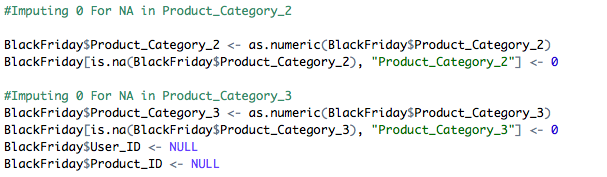 #Imputing 0 For NA in Product_Category_2
BlackFriday$Product_Category_2 <- as.numeric(BlackFriday$Product_Category_2)
BlackFriday[is.na(BlackFriday$Product_Category_2), "Product_Category_2"] <- 0
#Imputing 0 For NA in Product_Category_3
BlackFriday$Product_Category_3 <- as.numeric(BlackFriday$Product_Category_3)
BlackFriday[is.na(BlackFriday$Product_Category_3), "Product_Category_3"] <- 0
BlackFriday$User_ID <- NULL
BlackFriday$Product_ID <- NULL